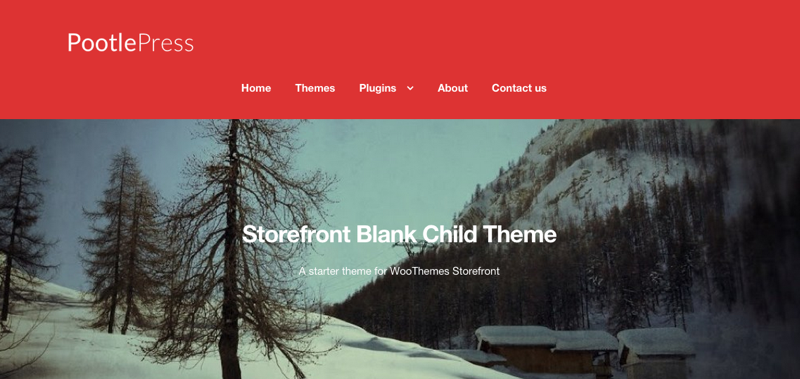 PootlePress
Home Themes Plugins About Contact us
Storefront Blank Child Theme
A starter theme for WooThemes Storefront